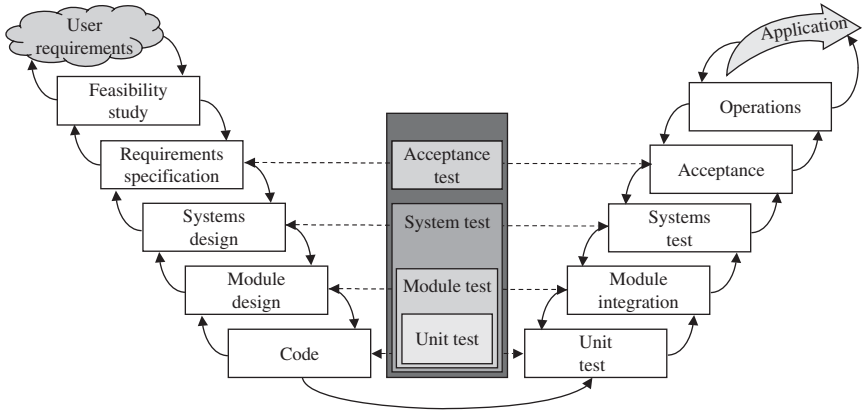 User
requirements
Application
Feasibility
study
Operations
Requirements
specification
Acceptance
test
Acceptance
Systems
design
System test
Systems
test
Module
design
Module test
Module
integration
Code
Unit test
Unit
test